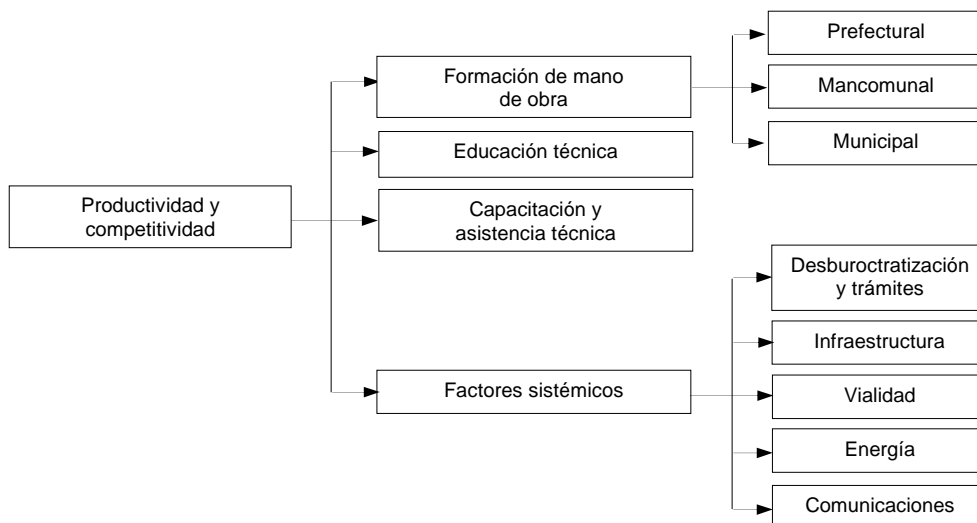 Productividad y
competitividad
Formación de mano
de obra
Educación técnica
Capacitación y
asistencia técnica
Factores sistémicos
Prefectural
Mancomunal
Municipal
Desburoctratización
y trámites
Infraestructura
Vialidad
Energía
Comunicaciones